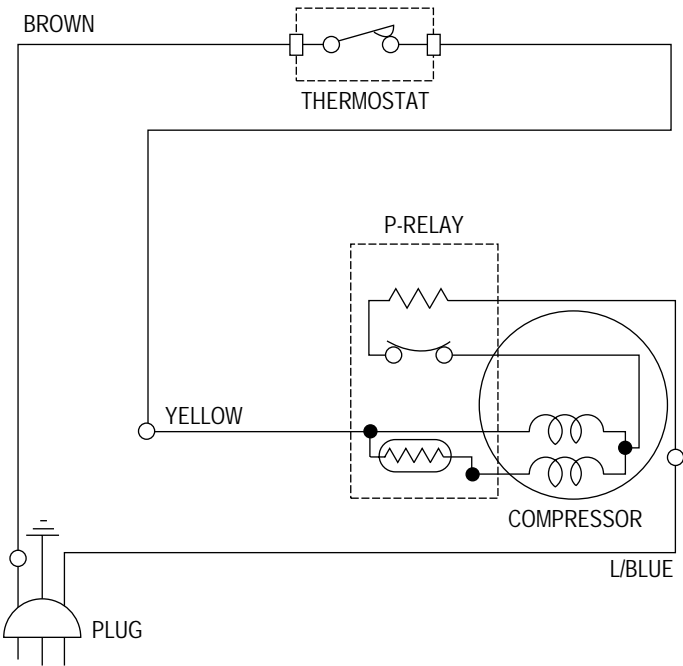 BROWN
THERMOSTAT
P-RELAY
YELLOW
COMPRESSOR
L/BLUE
PLUG